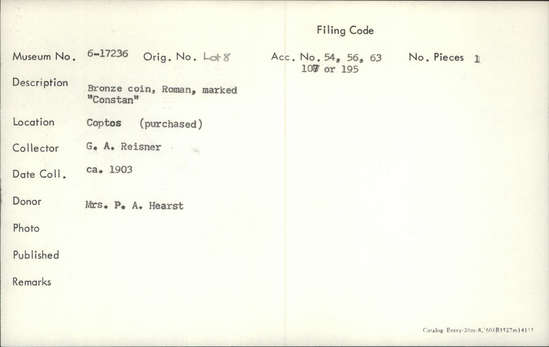 Filing Code
Museum No. 6-17236 Orig. No. Lot 8 Acc. No. 54, 56, 63 No. Pieces 1
107 or 195
Description Bronze coin, Roman, marked
"Constan"
Location Coptos (purchased)
Collector G. A. Reisner
Date Coll. ca. 1903
Donor Mrs. P. A. Hearst
Photo
Published
Remarks
Catalog Entry